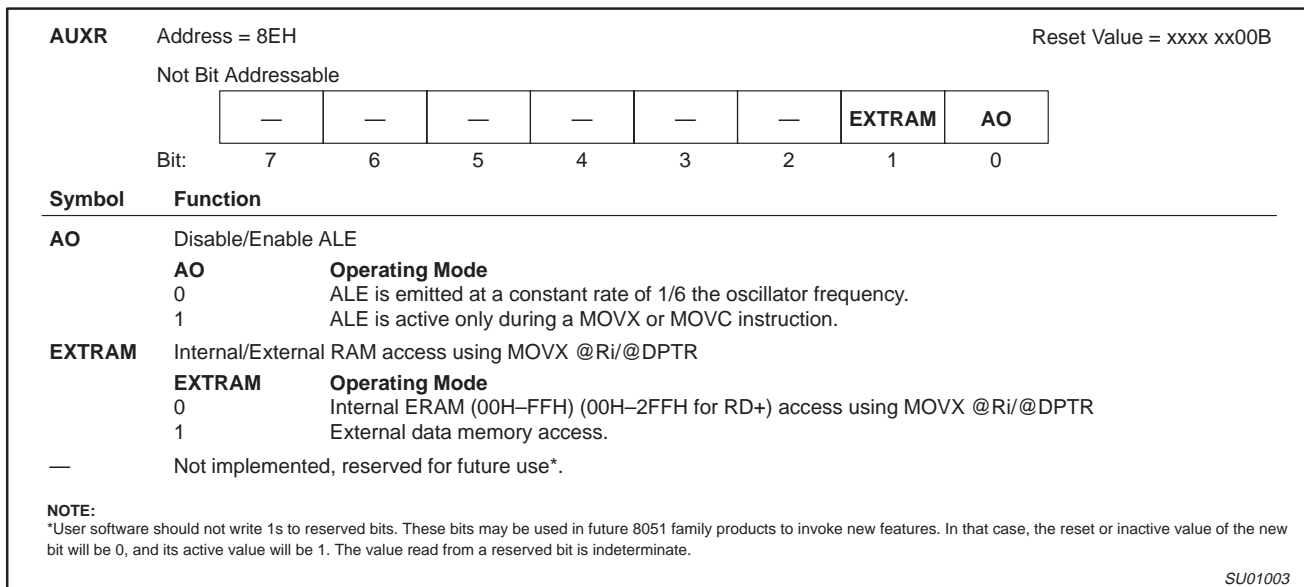 AUXR Address = 8EH Reset Value = xxxx xx00B
Not Bit Addressable
— — — — — — EXTRAM AO
Bit: 7 6 5 4 3 2 1 0
Symbol Function
AO Disable/Enable ALE
AO Operating Mode
0 ALE is emitted at a constant rate of 1/6 the oscillator frequency.
1 ALE is active only during a MOVX or MOVC instruction.
EXTRAM Internal/External RAM access using MOVX @Ri/@DPTR
EXTRAM Operating Mode
0 Internal ERAM (00H–FFH) (00H–2FFH for RD+) access using MOVX @Ri/@DPTR
1 External data memory access.
— Not implemented, reserved for future use*.
NOTE:
*User software should not write 1s to reserved bits. These bits may be used in future 8051 family products to invoke new features. In that case, the reset or inactive value of the new
bit will be 0, and its active value will be 1. The value read from a reserved bit is indeterminate.
SU01003